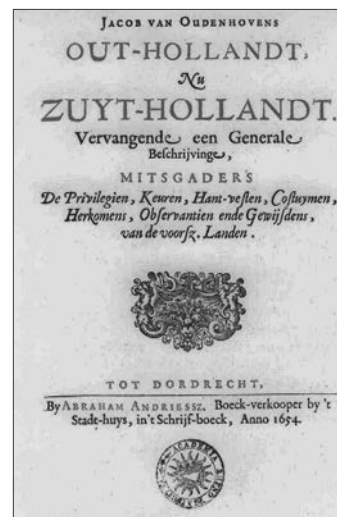 JACOB VAN OUDENHOVENS
OUT-HOLLANDT,
Nu
ZUYT-HOLLANDT.
Vervangende een Generale
Beschrijvinge,
MITSGADERS
De Privilegien, Keuren, Hant-vesten, Costuymen,
Herkomens, Observantien ende Gewijsdens,
van de voorsz. Landen.
TOT DORDRECHT,
By ABRAHAM ANDRIESSZ. Boeck-verkooper by 't
Stadt-huys, in 't Schrijf-boeck, Anno 1654.
ACADEMIA